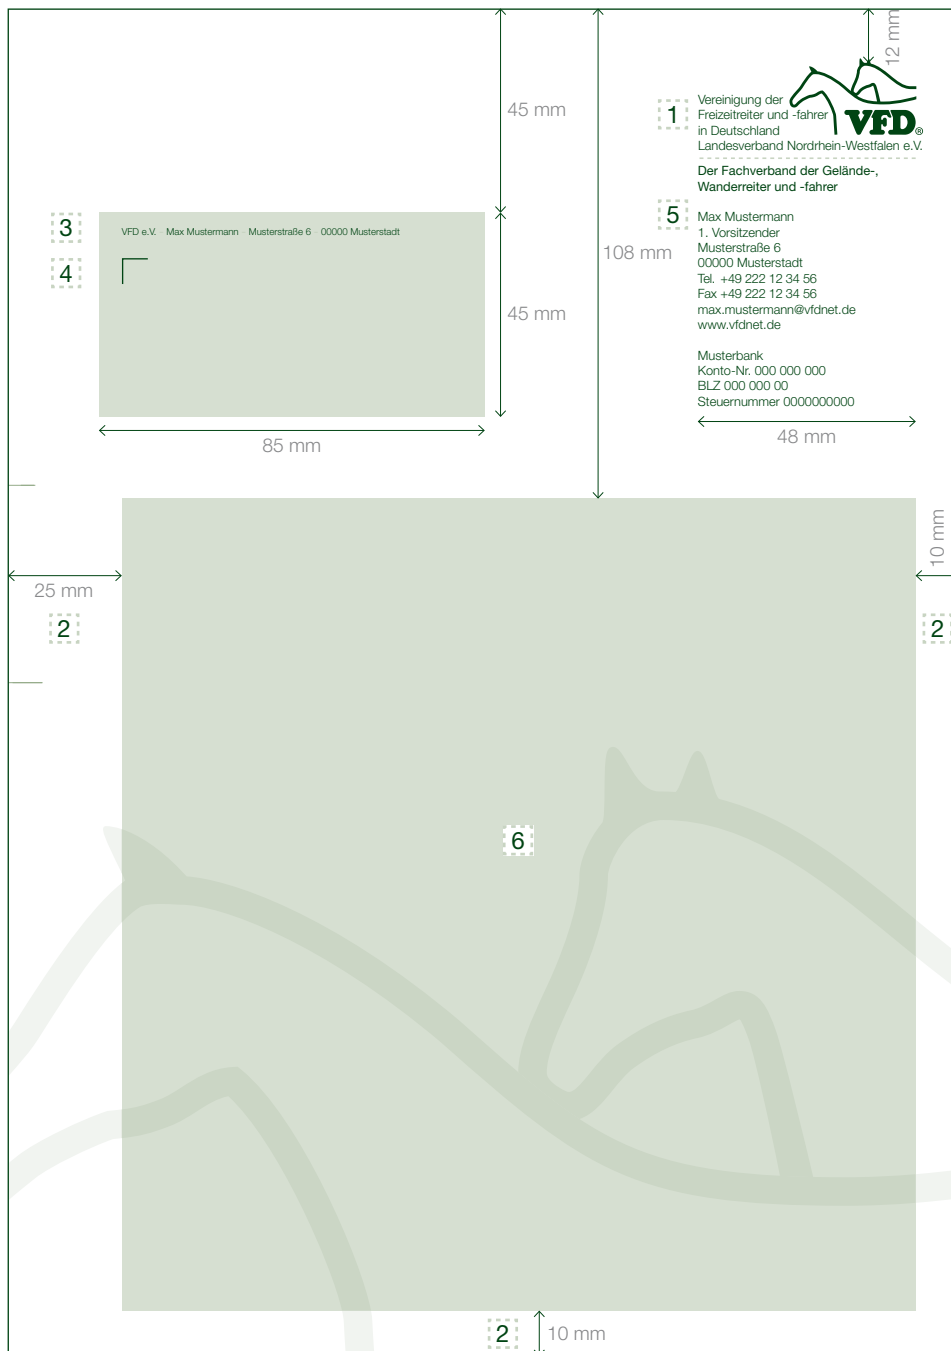 12 mm
45 mm
1
Vereinigung der
Freizeitreiter und -fahrer
in Deutschland
VFD®
Landesverband Nordrhein-Westfalen e.V.
Der Fachverband der Gelände-,
Wanderreiter und -fahrer
3
VFD e.V. · Max Mustermann · Musterstraße 6 · 00000 Musterstadt
4
45 mm
85 mm
108 mm
5
Max Mustermann
1. Vorsitzender
Musterstraße 6
00000 Musterstadt
Tel. +49 222 12 34 56
Fax +49 222 12 34 56
max.mustermann@vfdnet.de
www.vfdnet.de
Musterbank
Konto-Nr. 000 000 000
BLZ 000 000 00
Steuernummer 0000000000
48 mm
25 mm
10 mm
2
2
6
2
10 mm